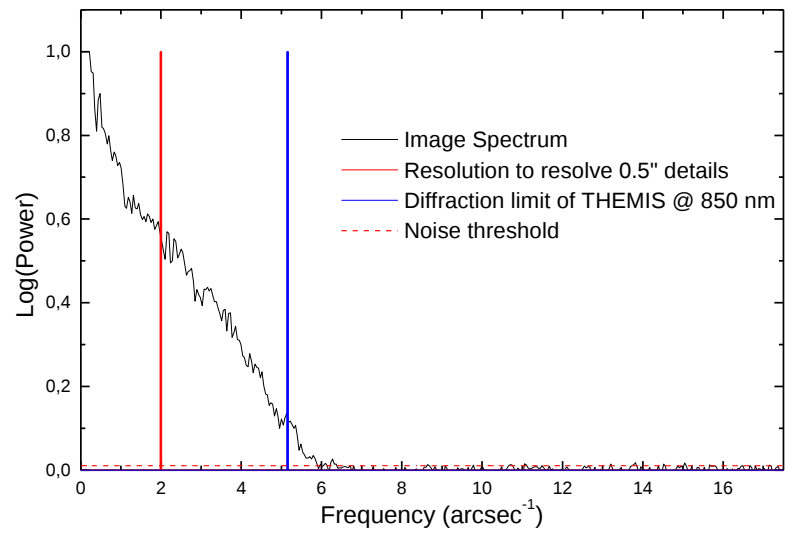 1,0
0,8
0,6
0,4
0,2
0,0
Log(Power)
Image Spectrum
Resolution to resolve 0.5" details
Diffraction limit of THEMIS @ 850 nm
Noise threshold
0 2 4 6 8 10 12 14 16
Frequency (arcsec⁻¹)